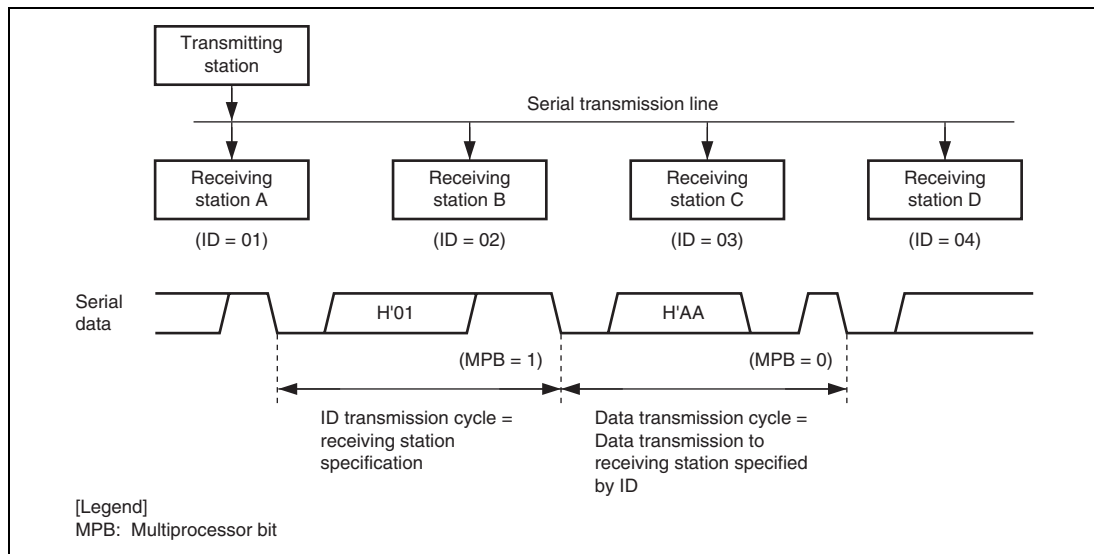 Transmitting
station
Serial transmission line
Receiving
station A
Receiving
station B
Receiving
station C
Receiving
station D
(ID = 01)
(ID = 02)
(ID = 03)
(ID = 04)
Serial
data
H'01
H'AA
(MPB = 1)
(MPB = 0)
ID transmission cycle =
receiving station
specification
Data transmission cycle =
Data transmission to
receiving station specified
by ID
[Legend]
MPB: Multiprocessor bit